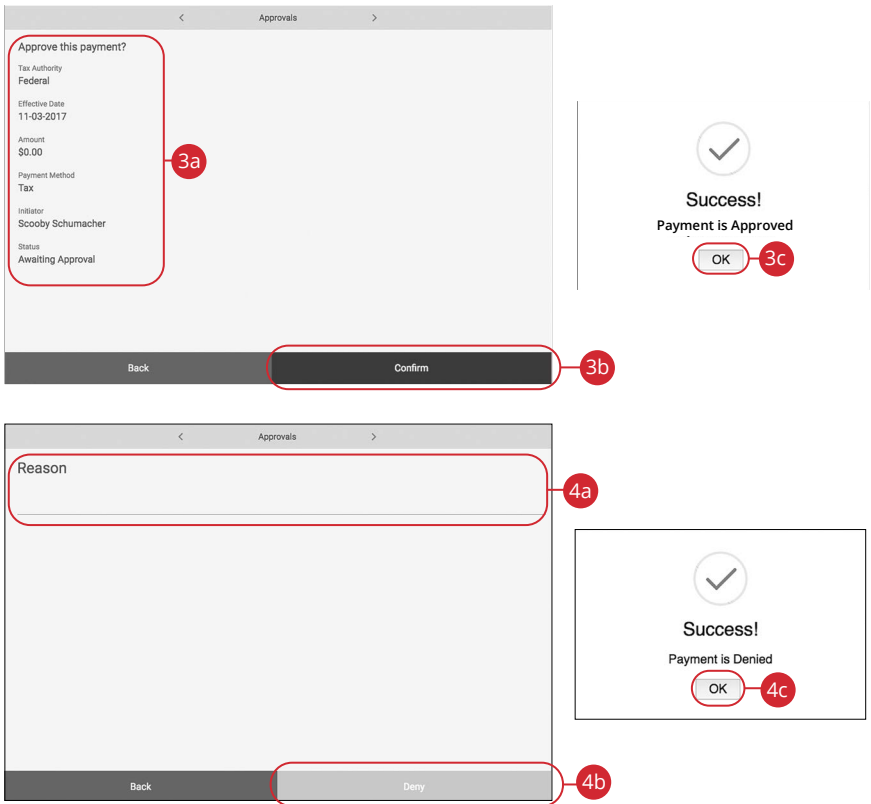 Approvals
Approve this payment?
Tax Authority
Federal
Effective Date
11-03-2017
Amount
$0.00
Payment Method
Tax
Initiator
Scooby Schumacher
Status
Awaiting Approval
3a
Back
Confirm
3b
Success!
Payment is Approved
OK
3c
Approvals
Reason
4a
Back
Deny
4b
Success!
Payment is Denied
OK
4c